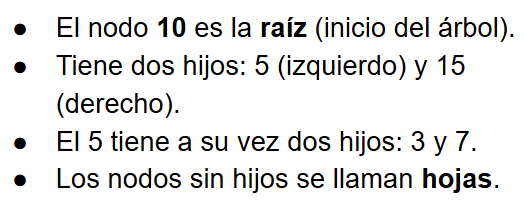 ● El nodo 10 es la raíz (inicio del árbol).
● Tiene dos hijos: 5 (izquierdo) y 15
(derecho).
● El 5 tiene a su vez dos hijos: 3 y 7.
● Los nodos sin hijos se llaman hojas.